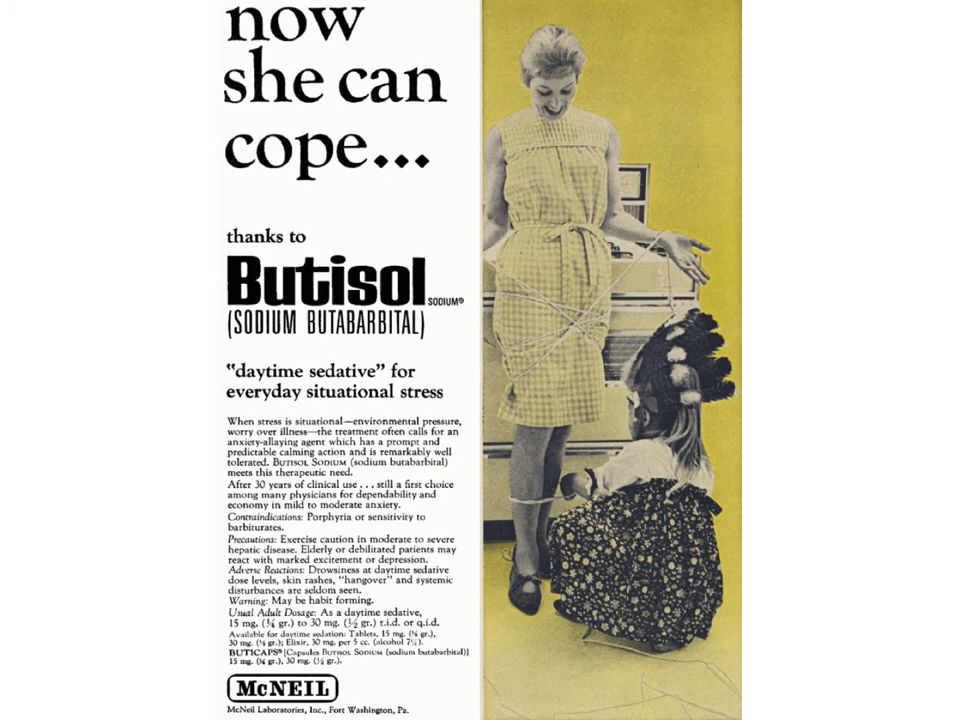 now
she can
cope...
thanks to
Butisol SODIUM®
(SODIUM BUTABARBITAL)
"daytime sedative" for
everyday situational stress
When stress is situational—environmental pressure,
worry over illness—the treatment often calls for an
anxiety-allaying agent which has a prompt and
predictable calming action and is remarkably well
tolerated. BUTISOL SODIUM (sodium butabarbital)
meets this therapeutic need.
After 30 years of clinical use . . . still a first choice
among many physicians for dependability and
economy in mild to moderate anxiety.
Contraindications: Porphyria or sensitivity to
barbiturates.
Precautions: Exercise caution in moderate to severe
hepatic disease. Elderly or debilitated patients may
react with marked excitement or depression.
Adverse Reactions: Drowsiness at daytime sedative
dose levels, skin rashes, "hangover" and systemic
disturbances are seldom seen.
Warning: May be habit forming.
Usual Adult Dosage: As a daytime sedative,
15 mg. (¼ gr.) to 30 mg. (½ gr.) t.i.d. or q.i.d.
Available for daytime sedation: Tablets, 15 mg. (¼ gr.),
30 mg. (½ gr.); Elixir, 30 mg. per 5 cc. (alcohol 7%).
BUTICAPS® [Capsules BUTISOL SODIUM (sodium butabarbital)]
15 mg. (¼ gr.), 30 mg. (½ gr.).
McNEIL
McNeil Laboratories, Inc., Fort Washington, Pa.